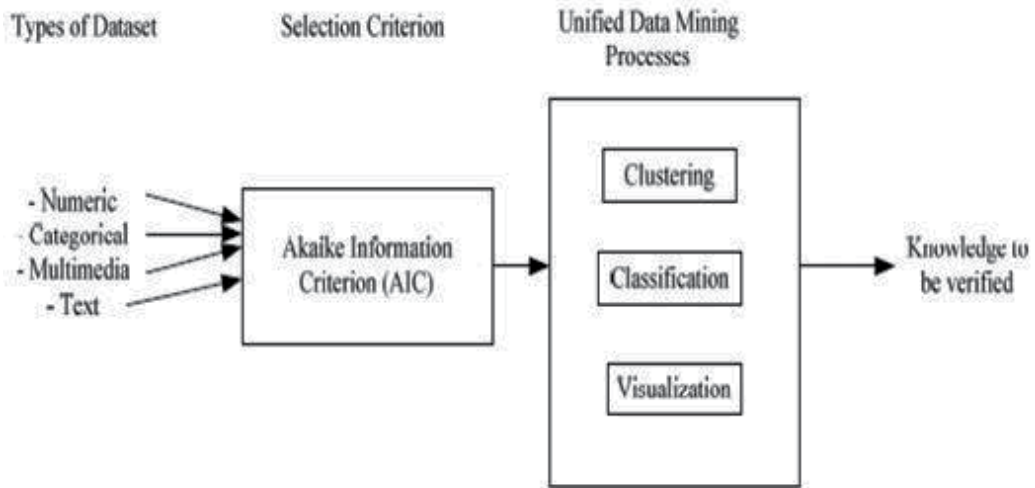 Types of Dataset
Selection Criterion
Unified Data Mining
Processes
- Numeric
- Categorical
- Multimedia
- Text
Akaike Information
Criterion (AIC)
Clustering
Classification
Visualization
Knowledge to
be verified